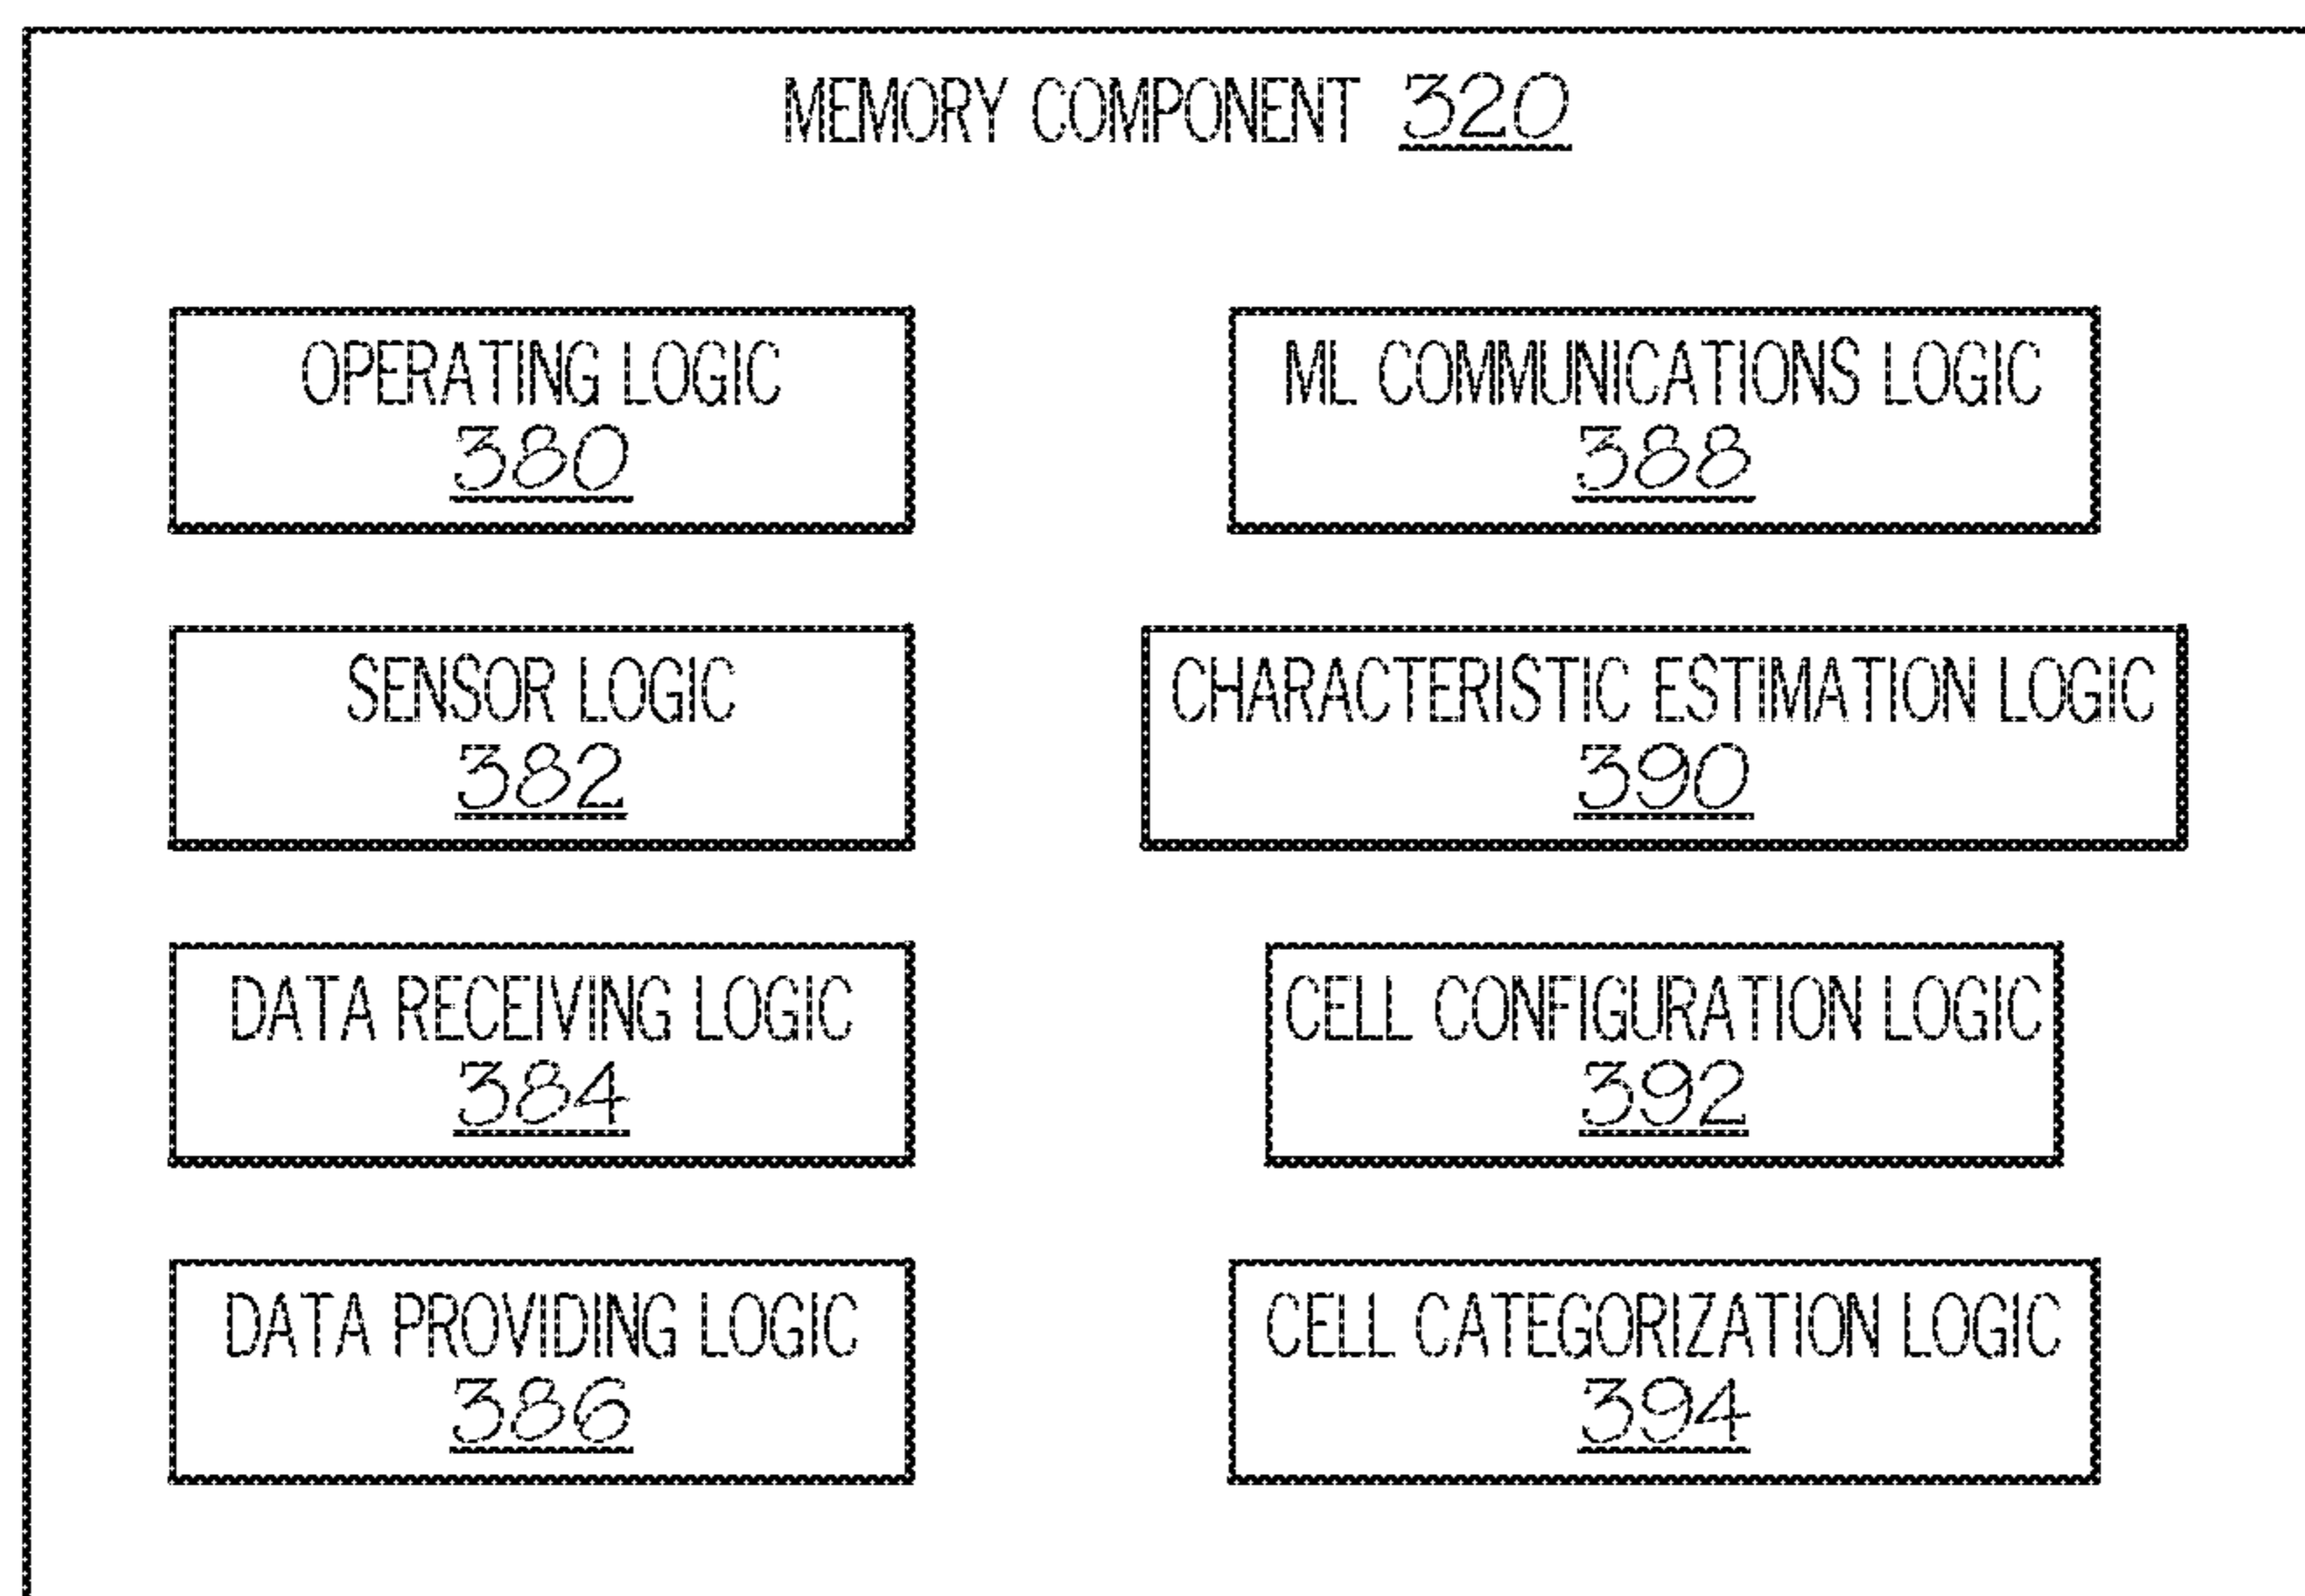 MEMORY COMPONENT 320
OPERATING LOGIC
380
SENSOR LOGIC
382
DATA RECEIVING LOGIC
384
DATA PROVIDING LOGIC
386
ML COMMUNICATIONS LOGIC
388
CHARACTERISTIC ESTIMATION LOGIC
390
CELL CONFIGURATION LOGIC
392
CELL CATEGORIZATION LOGIC
394